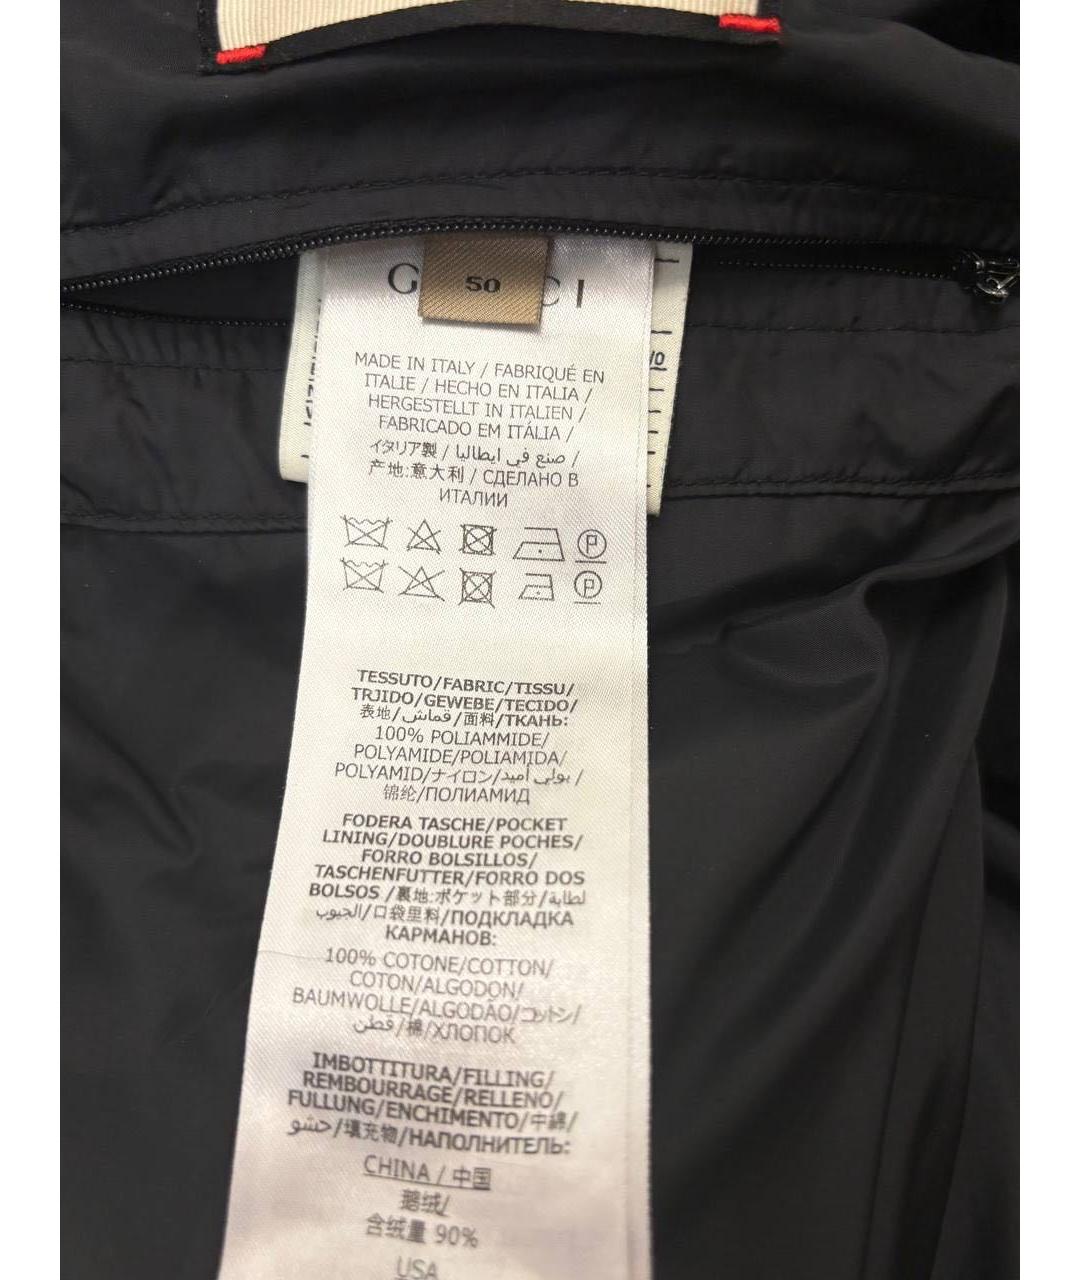 G CI
50
MADE IN ITALY / FABRIQUÉ EN
ITALIE / HECHO EN ITALIA /
HERGESTELLT IN ITALIEN /
FABRICADO EM ITÁLIA /
イタリア製 / صنع في ايطاليا /
产地:意大利 / СДЕЛАНО В
ИТАЛИИ
P
P
TESSUTO/FABRIC/TISSU/
TRJIDO/GEWEBE/TECIDO/
表地/قماش/面料/ТКАНЬ:
100% POLIAMMIDE/
POLYAMIDE/POLIAMIDA/
POLYAMID/ナイロン/بولي أميد/
锦纶/ПОЛИАМИД
FODERA TASCHE/POCKET
LINING/DOUBLURE POCHES/
FORRO BOLSILLOS/
TASCHENFUTTER/FORRO DOS
BOLSOS /裏地:ポケット部分/لطابة
الجيوب/口袋里料/ПОДКЛАДКА
КАРМАНОВ:
100% COTONE/COTTON/
COTON/ALGODON/
BAUMWOLLE/ALGODÃO/コットン/
قطن/棉/ХЛОПОК
IMBOTTITURA/FILLING/
REMBOURRAGE/RELLENO/
FULLUNG/ENCHIMENTO/中綿/
حشو/填充物/НАПОЛНИТЕЛЬ:
CHINA / 中国
鹅绒/
含绒量 90%
USA